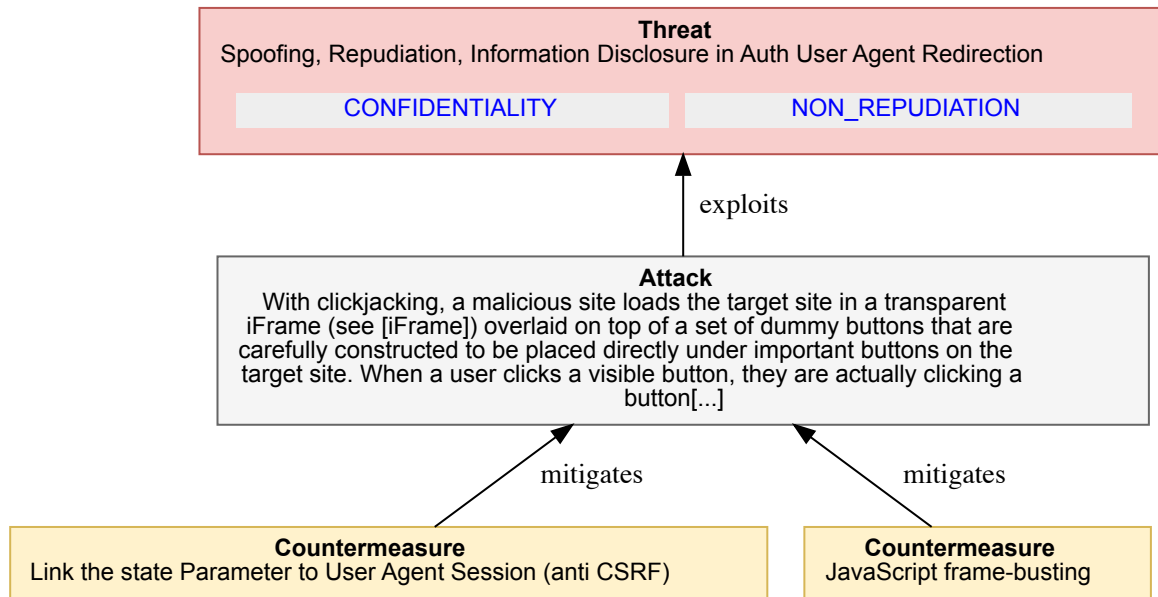 Threat
Spoofing, Repudiation, Information Disclosure in Auth User Agent Redirection
CONFIDENTIALITY
NON_REPUDIATION
exploits
Attack
With clickjacking, a malicious site loads the target site in a transparent
iFrame (see [iFrame]) overlaid on top of a set of dummy buttons that are
carefully constructed to be placed directly under important buttons on the
target site. When a user clicks a visible button, they are actually clicking a
button[...]
mitigates
mitigates
Countermeasure
Link the state Parameter to User Agent Session (anti CSRF)
Countermeasure
JavaScript frame-busting